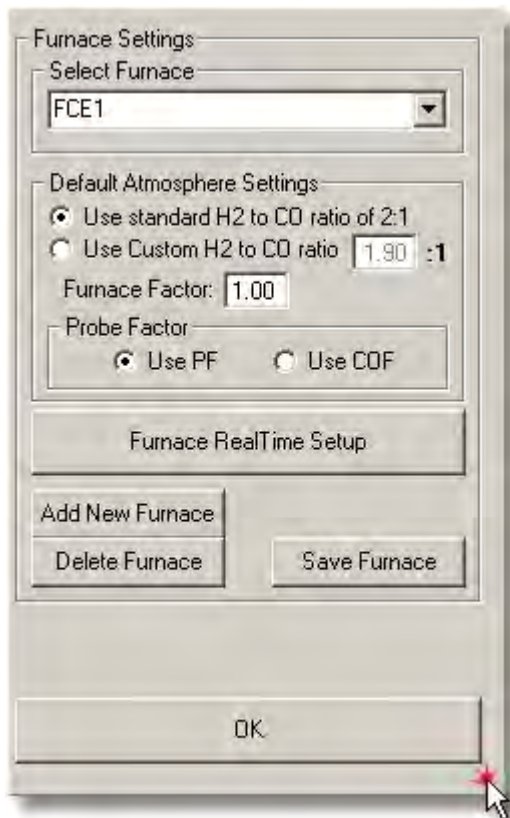 Furnace Settings
Select Furnace
FCE1
Default Atmosphere Settings
Use standard H2 to CO ratio of 2:1
Use Custom H2 to CO ratio 1.90 :1
Furnace Factor: 1.00
Probe Factor
Use PF Use COF
Furnace RealTime Setup
Add New Furnace
Delete Furnace Save Furnace
OK